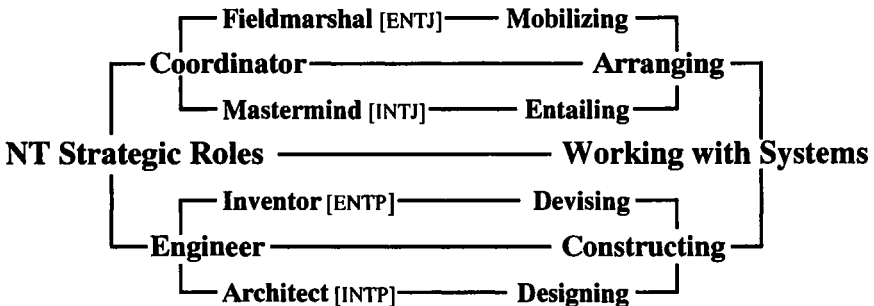 Fieldmarshal [ENTJ] Mobilizing
Coordinator Arranging
Mastermind [INTJ] Entailing
NT Strategic Roles Working with Systems
Inventor [ENTP] Devising
Engineer Constructing
Architect [INTP] Designing